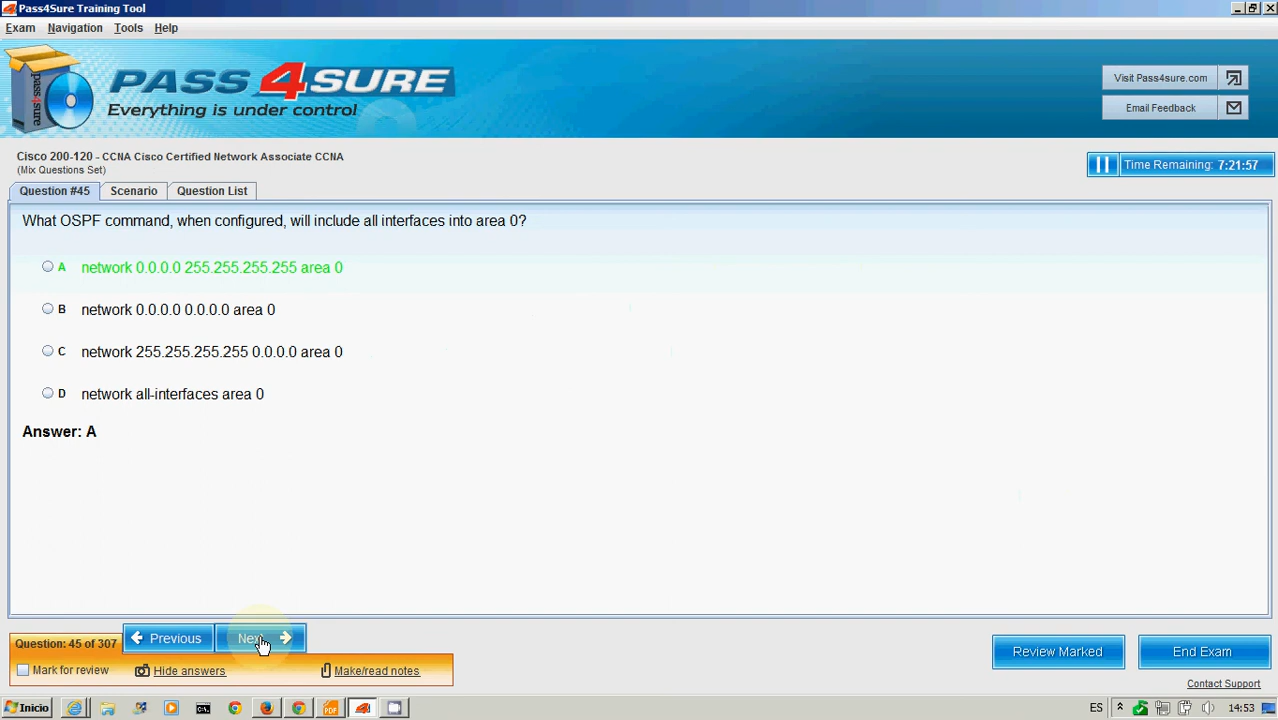 Pass4Sure Training Tool
Exam Navigation Tools Help
pass4sure
PASS 4SURE
Everything is under control
Visit Pass4sure.com
Email Feedback
Cisco 200-120 - CCNA Cisco Certified Network Associate CCNA
(Mix Questions Set)
Time Remaining: 7:21:57
Question #45 Scenario Question List
What OSPF command, when configured, will include all interfaces into area 0?
A network 0.0.0.0 255.255.255.255 area 0
B network 0.0.0.0 0.0.0.0 area 0
C network 255.255.255.255 0.0.0.0 area 0
D network all-interfaces area 0
Answer: A
Question: 45 of 307 Previous Next
Mark for review Hide answers Make/read notes
Review Marked End Exam
Contact Support
Inicio PDF 4 ES 14:53